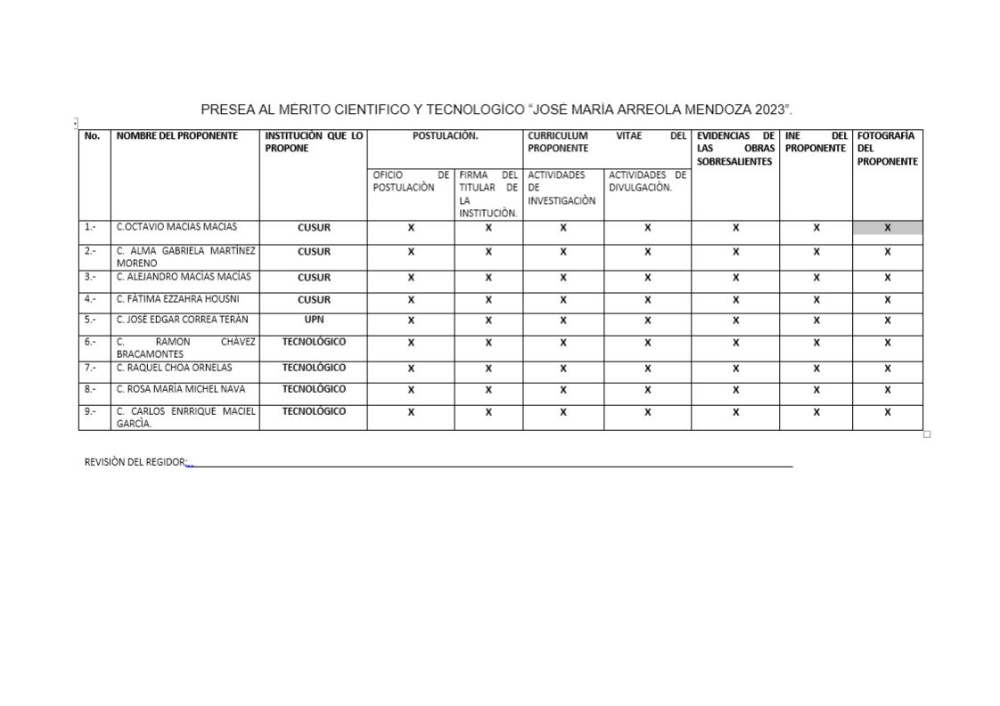 PRESEA AL MÉRITO CIENTIFICO Y TECNOLOGÍCO “JOSÉ MARÍA ARREOLA MENDOZA 2023”.
No. NOMBRE DEL PROPONENTE INSTITUCIÓN QUE LO POSTULACIÓN. CURRICULUM VITAE DEL EVIDENCIAS DE INE DEL FOTOGRAFÍA
PROPONE PROPONENTE LAS OBRAS PROPONENTE DEL
SOBRESALIENTES PROPONENTE
OFICIO DE FIRMA DEL ACTIVIDADES ACTIVIDADES DE
POSTULACIÒN TITULAR DE DE DIVULGACIÒN.
LA INVESTIGACIÒN
INSTITUCIÒN.
1.- C.OCTAVIO MACIAS MACIAS CUSUR X X X X X X X
2.- C. ALMA GABRIELA MARTÍNEZ CUSUR X X X X X X X
MORENO
3.- C. ALEJANDRO MACÍAS MACÍAS CUSUR X X X X X X X
4.- C. FÀTIMA EZZAHRA HOUSNI CUSUR X X X X X X X
5.- C. JOSÉ EDGAR CORREA TERÁN UPN X X X X X X X
6.- C. RAMON CHÁVEZ TECNOLÓGICO X X X X X X X
BRACAMONTES
7.- C. RAQUEL CHOA ORNELAS TECNOLÓGICO X X X X X X X
8.- C. ROSA MARÍA MICHEL NAVA TECNOLÓGICO X X X X X X X
9.- C. CARLOS ENRRIQUE MACIEL TECNOLÓGICO X X X X X X X
GARCÌA.
REVISIÒN DEL REGIDOR:..